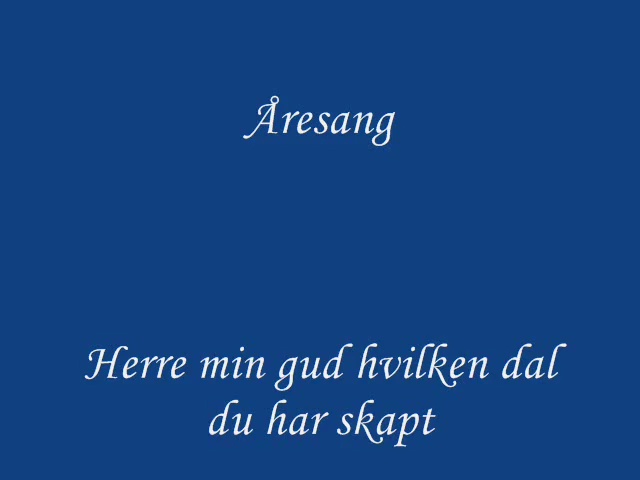 Åresang
Herre min gud hvilken dal
du har skapt